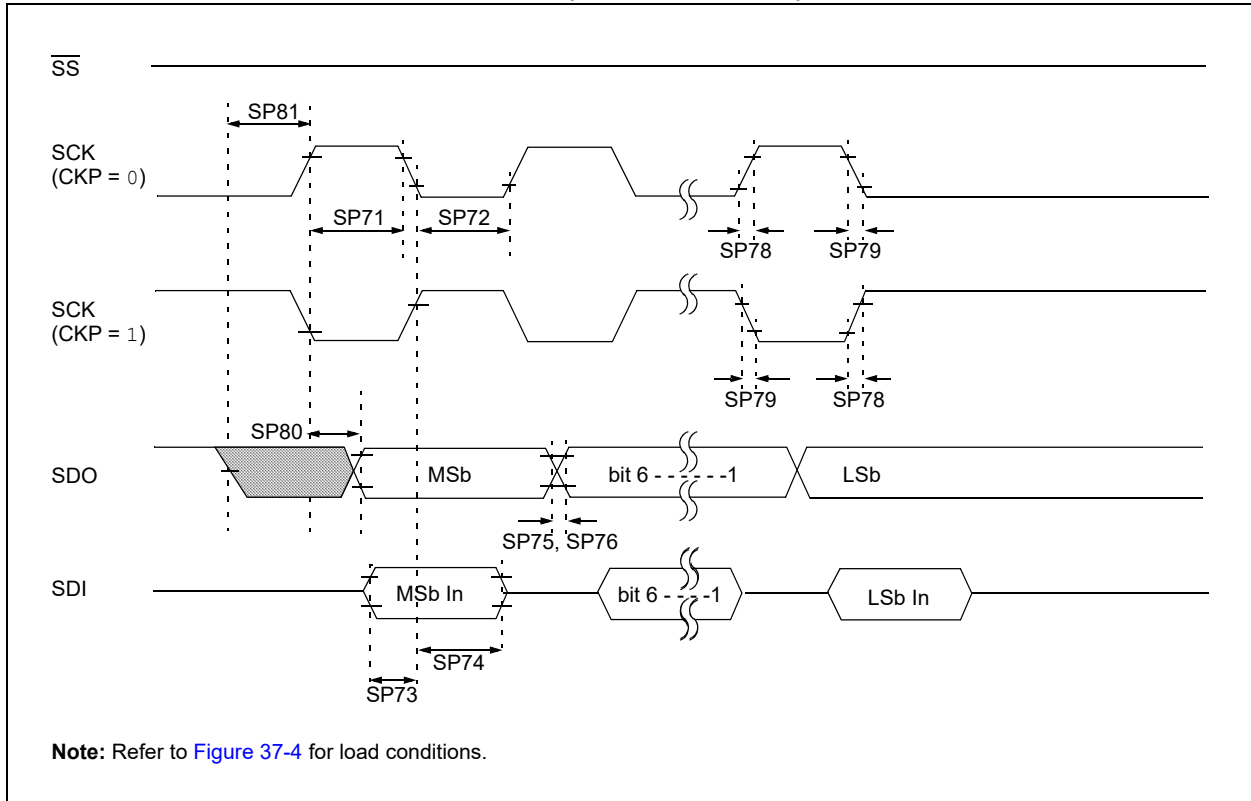 SS
SP81
SCK
(CKP = 0)
SP71
SP72
SP78
SP79
SCK
(CKP = 1)
SP79
SP78
SP80
SDO
MSb
bit 6 - - - - - -1
LSb
SP75, SP76
SDI
MSb In
bit 6 - - - -1
LSb In
SP74
SP73
Note: Refer to Figure 37-4 for load conditions.